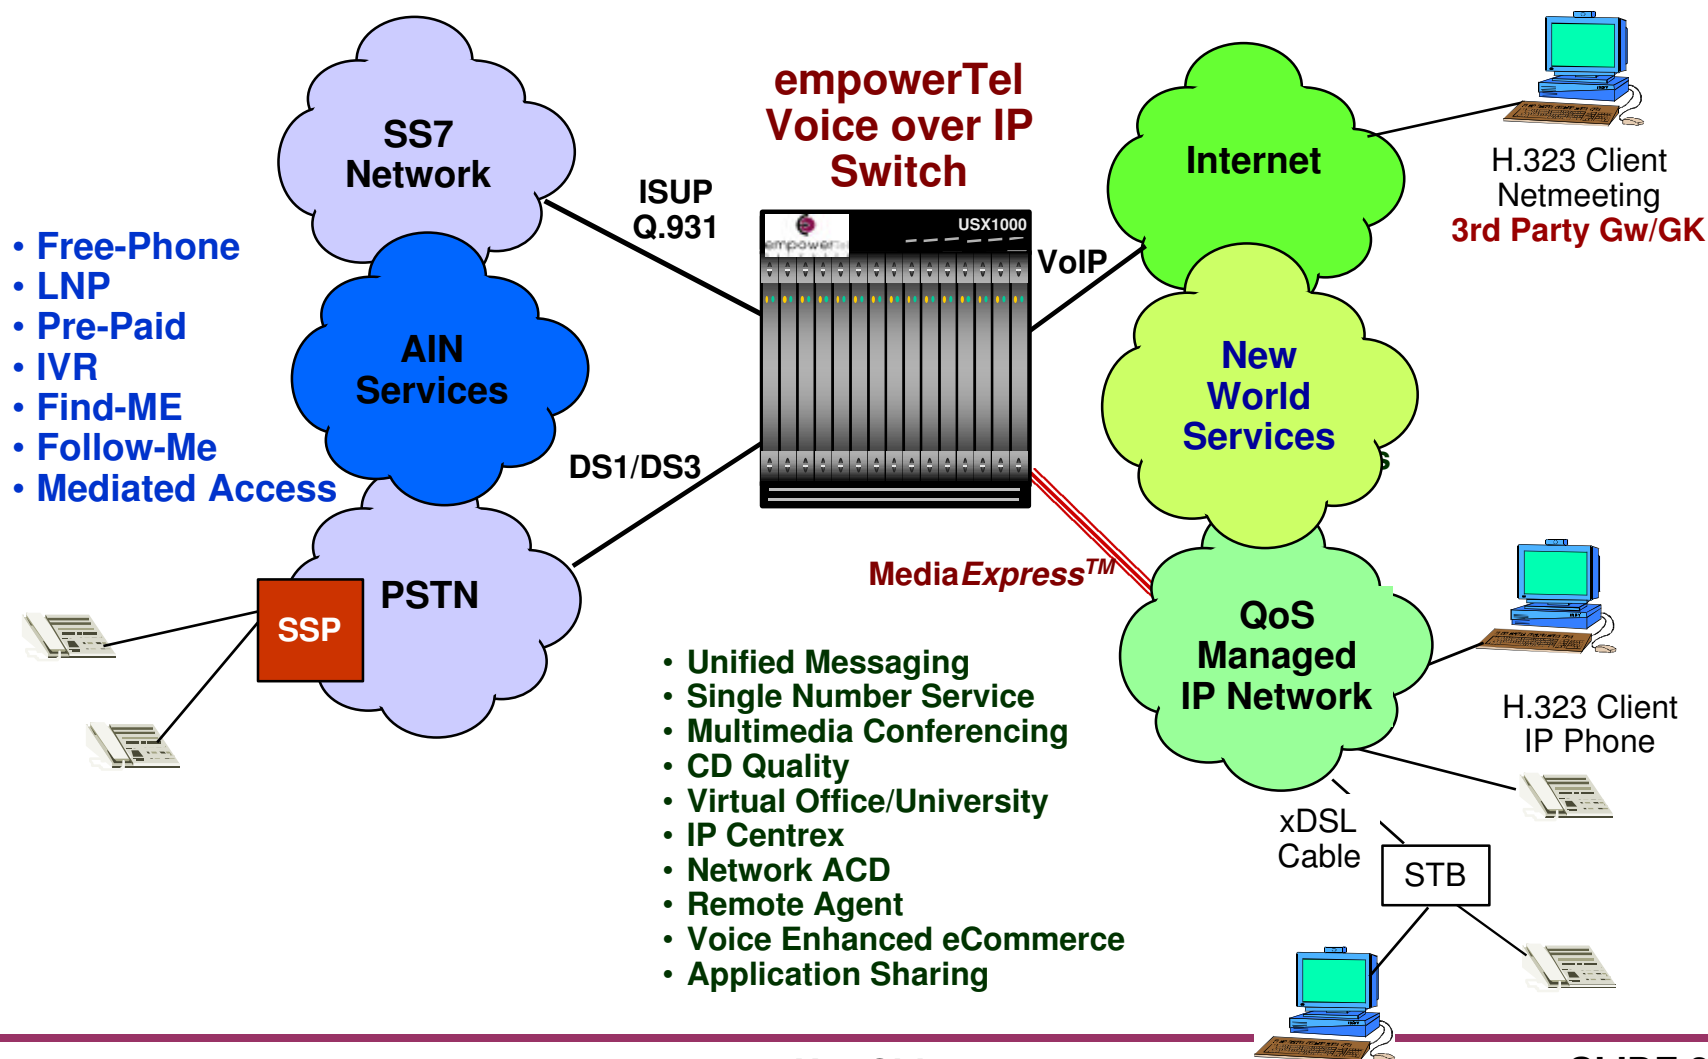 empowerTel
Voice over IP
Switch
SS7
Network
ISUP
Q.931
USX1000
VoIP
Internet
H.323 Client
Netmeeting
3rd Party Gw/GK
• Free-Phone
• LNP
• Pre-Paid
• IVR
• Find-ME
• Follow-Me
• Mediated Access
AIN
Services
DS1/DS3
New
World
Services
MediaExpressTM
PSTN
SSP
QoS
Managed
IP Network
H.323 Client
IP Phone
• Unified Messaging
• Single Number Service
• Multimedia Conferencing
• CD Quality
• Virtual Office/University
• IP Centrex
• Network ACD
• Remote Agent
• Voice Enhanced eCommerce
• Application Sharing
xDSL
Cable
STB